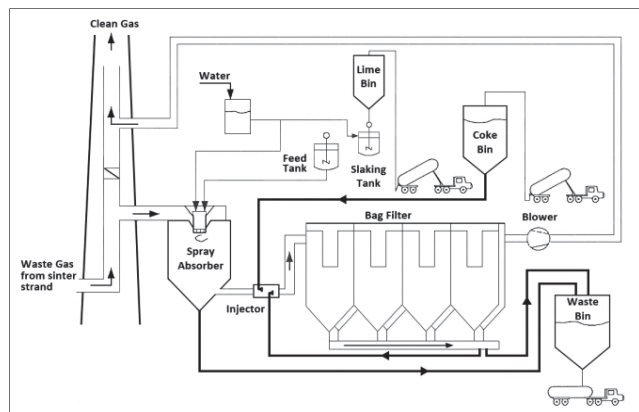 Clean Gas
Water
Lime
Bin
Coke
Bin
Feed
Tank
Slaking
Tank
Bag Filter
Blower
Spray
Absorber
Waste Gas
from sinter
strand
Injector
Waste
Bin